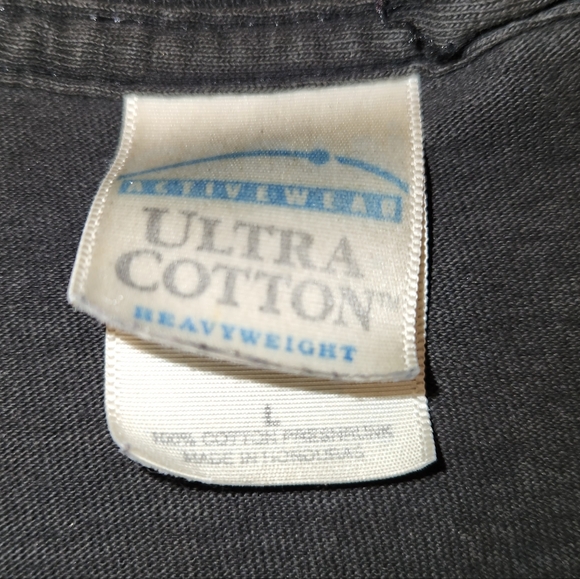 ACTIVEWEAR
ULTRA
COTTON™
HEAVYWEIGHT
L
100% COTTON PRESHRUNK
MADE IN HONDURAS